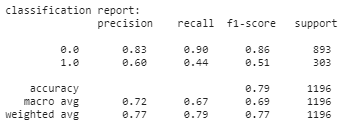 classification report:
precision recall f1-score support
0.0 0.83 0.90 0.86 893
1.0 0.60 0.44 0.51 303
accuracy 0.79 1196
macro avg 0.72 0.67 0.69 1196
weighted avg 0.77 0.79 0.77 1196